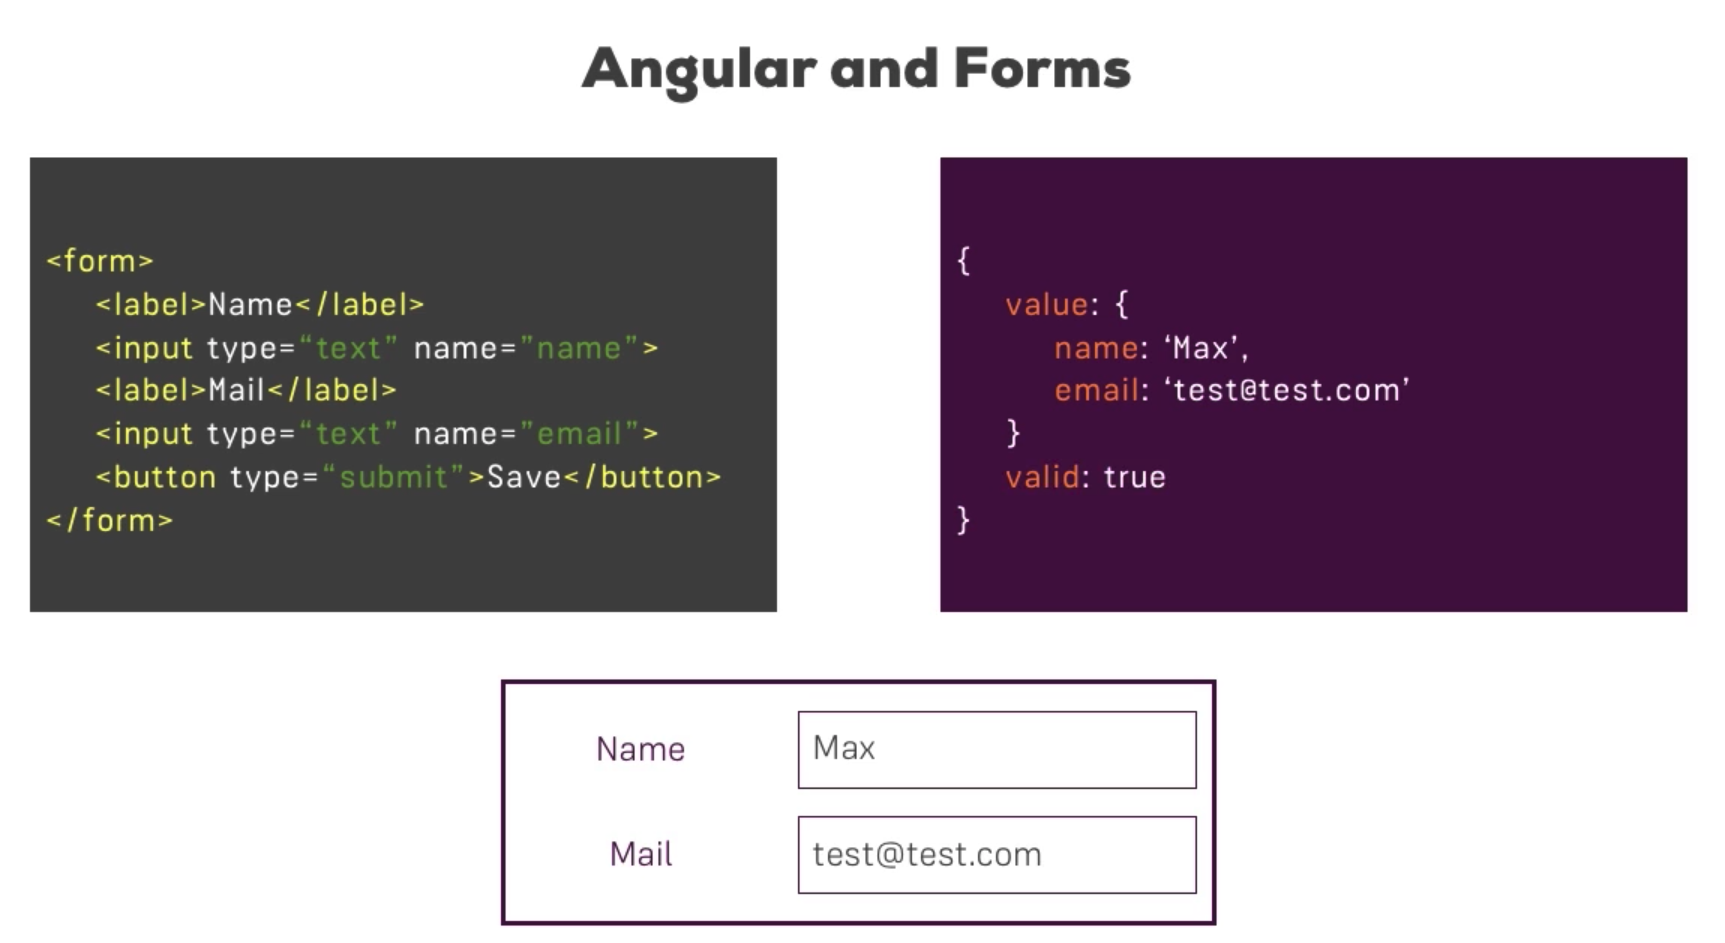 Angular and Forms
<form>
<label>Name</label>
<input type=“text” name=”name”>
<label>Mail</label>
<input type=“text” name=”email”>
<button type=“submit”>Save</button>
</form>
{
value: {
name: ‘Max’,
email: ‘test@test.com’
}
valid: true
}
Name
Max
Mail
test@test.com